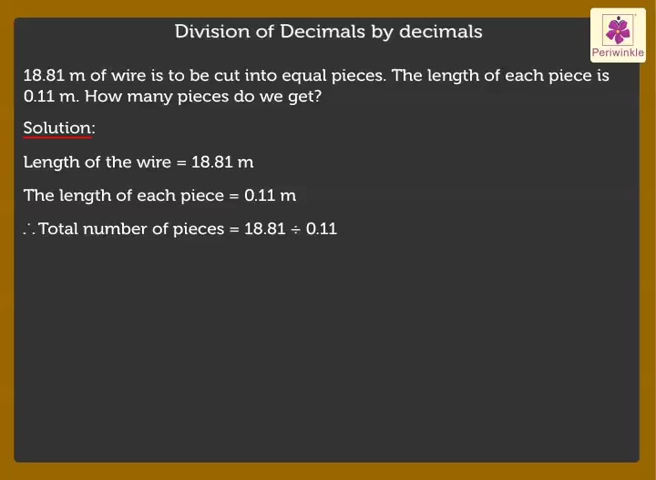 Division of Decimals by decimals
Periwinkle
18.81 m of wire is to be cut into equal pieces. The length of each piece is
0.11 m. How many pieces do we get?
Solution:
Length of the wire = 18.81 m
The length of each piece = 0.11 m
∴Total number of pieces = 18.81 ÷ 0.11